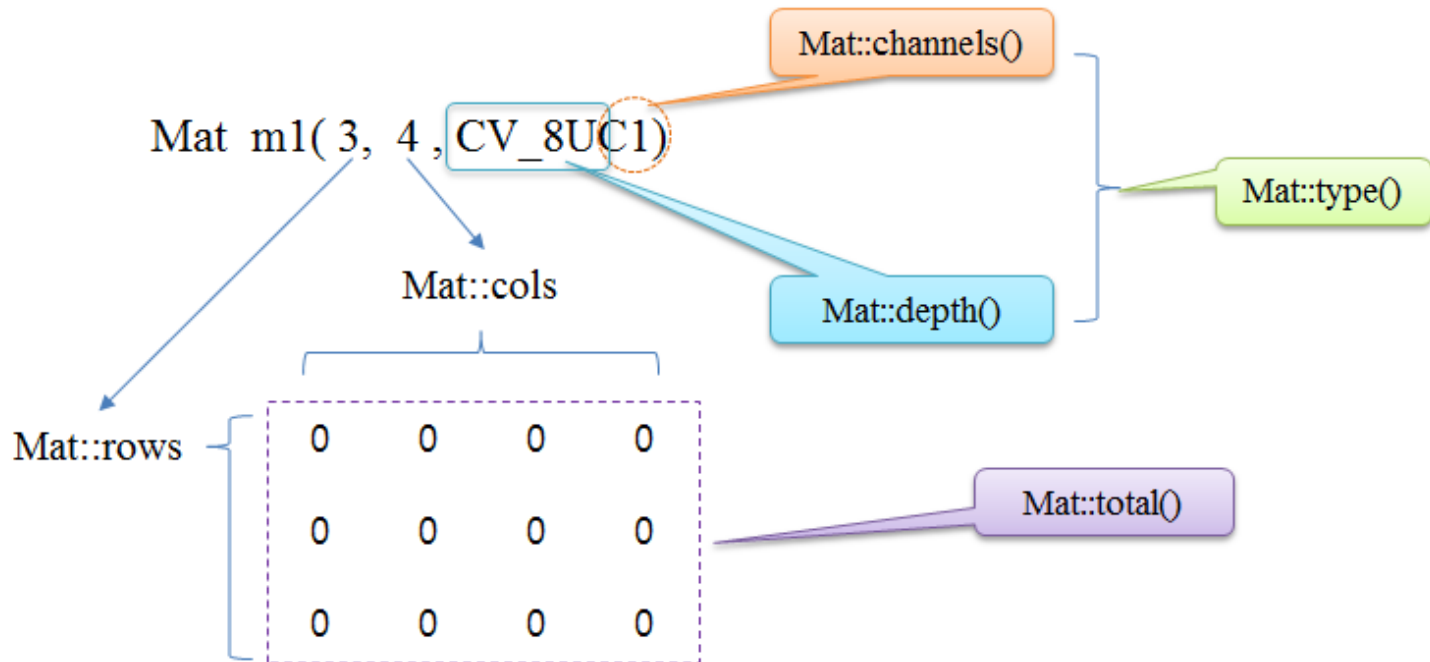 Mat::channels()
Mat m1( 3, 4 , CV_8UC1)
Mat::type()
Mat::cols
Mat::depth()
Mat::rows
0 0 0 0
0 0 0 0
0 0 0 0
Mat::total()